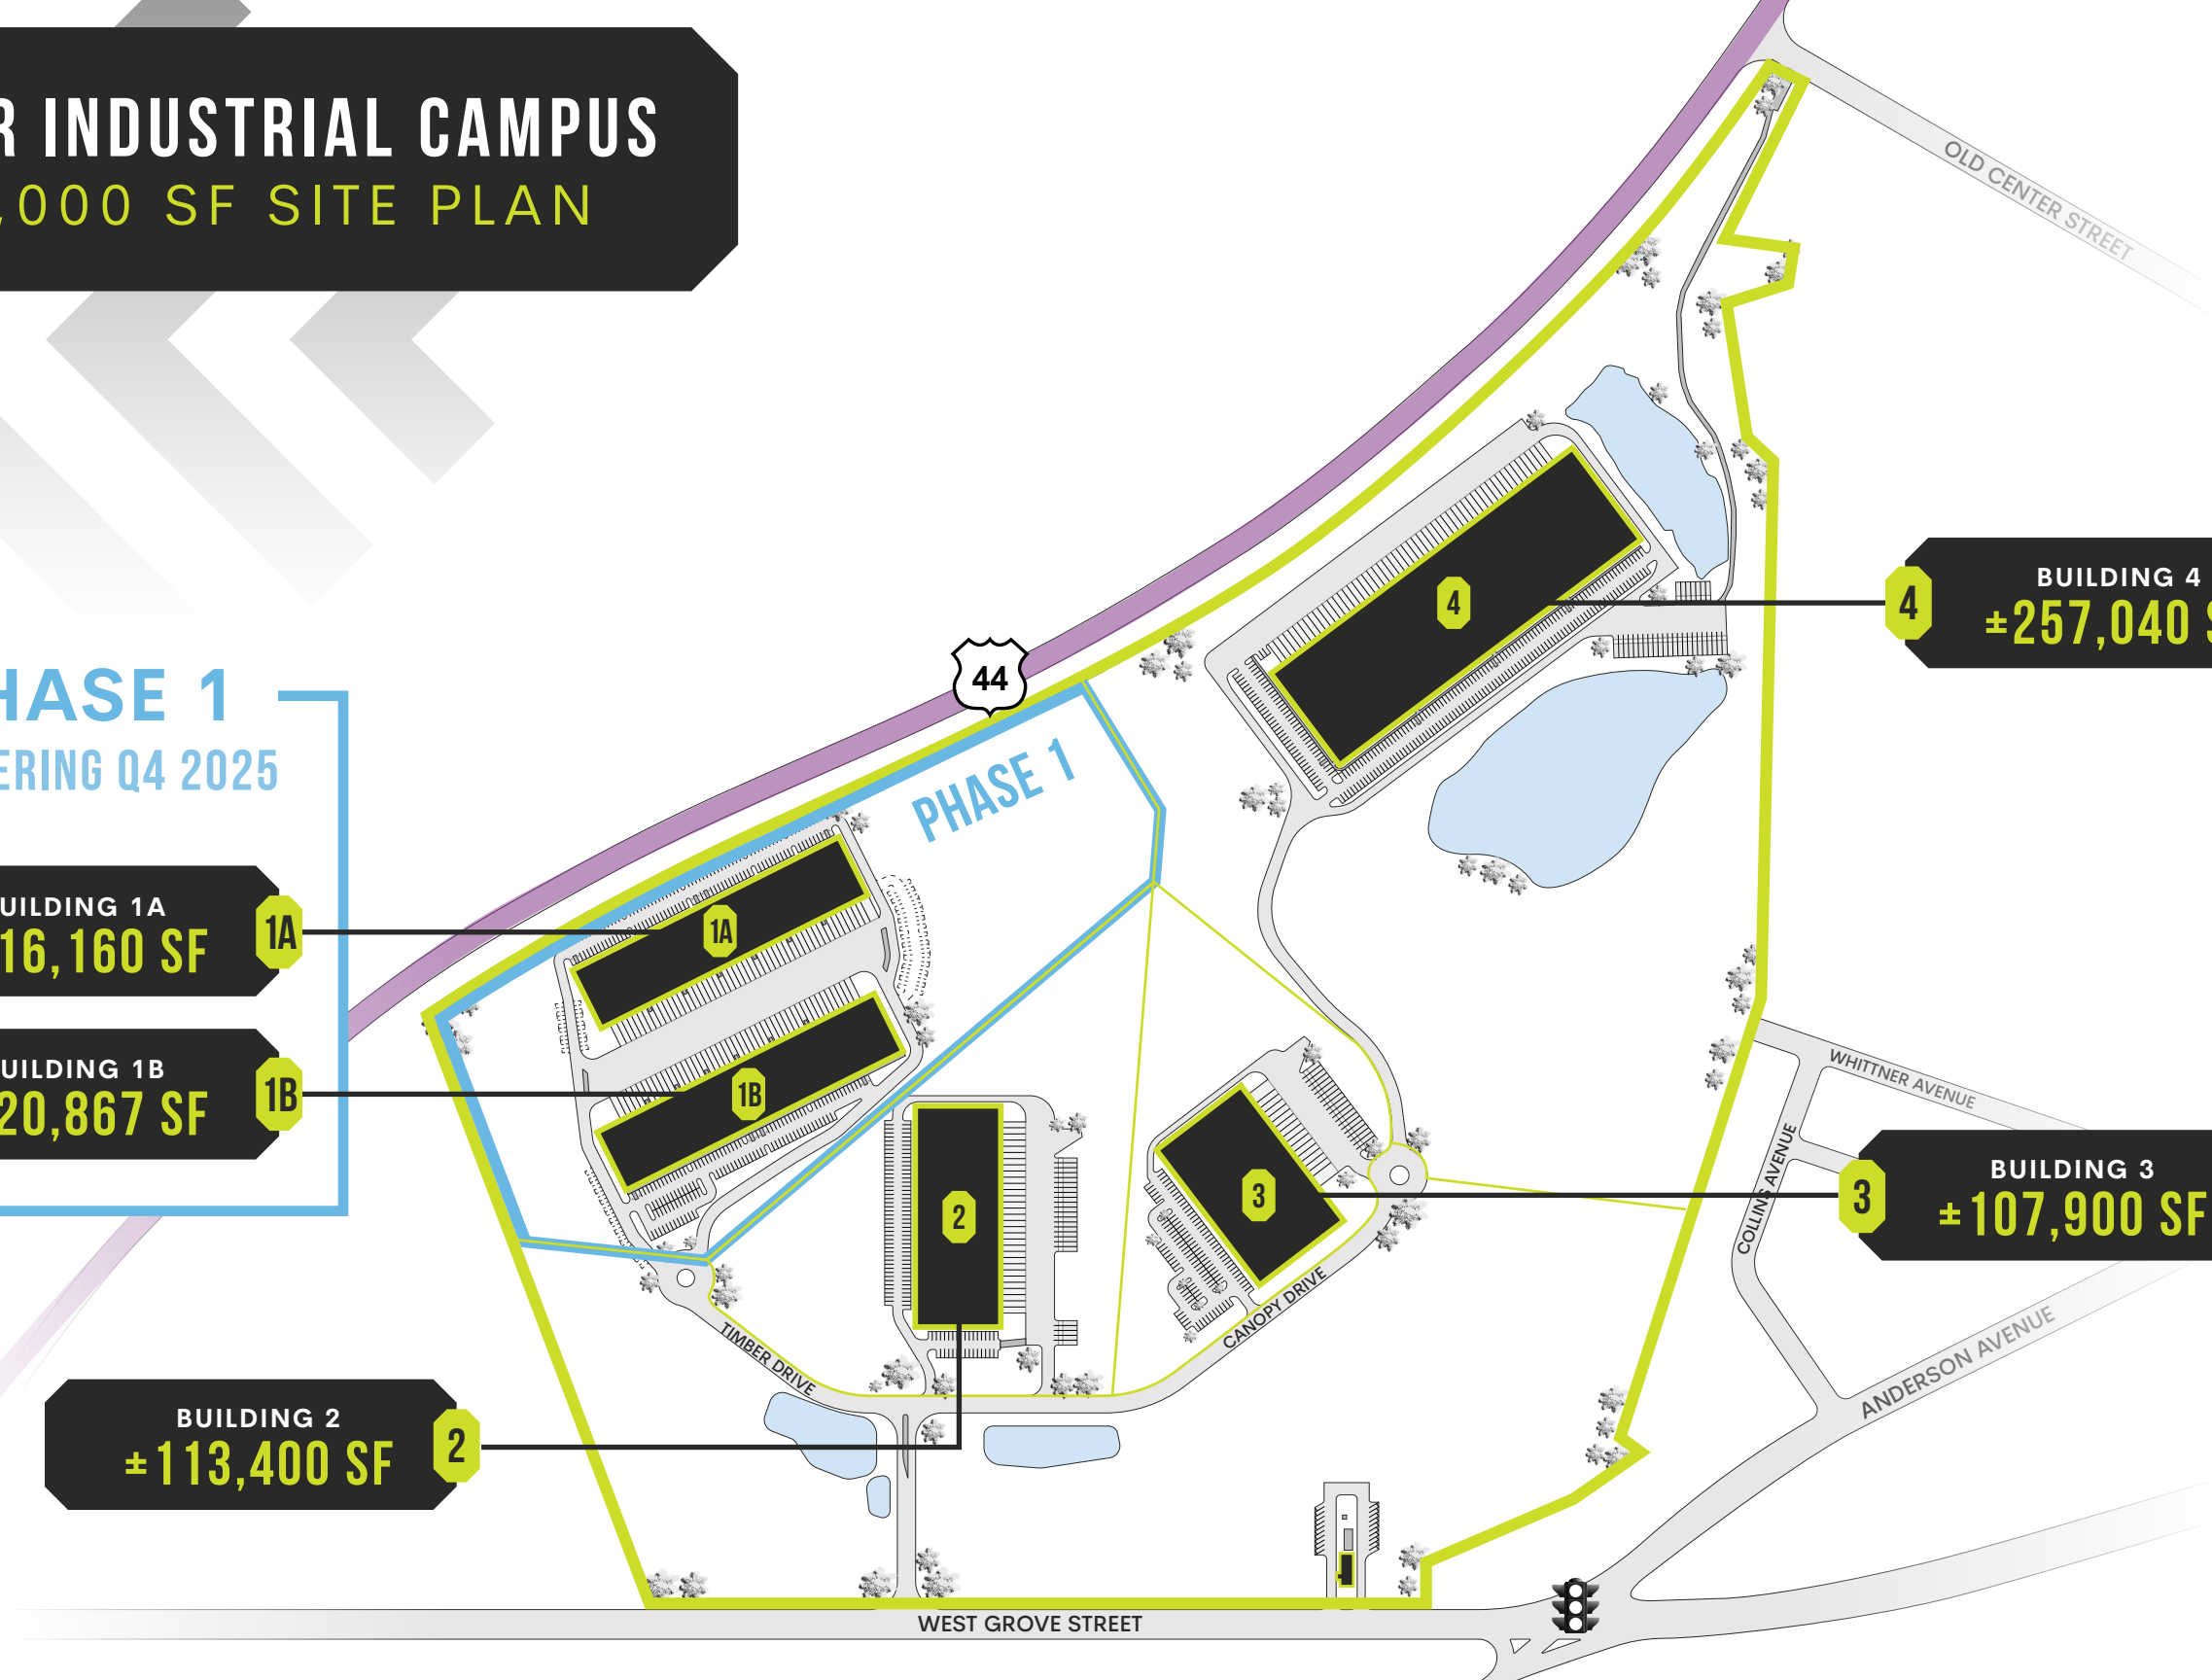 R INDUSTRIAL CAMPUS
,000 SF SITE PLAN
OLD CENTER STREET
4
4
BUILDING 4
±257,040 S
44
HASE 1
ERING Q4 2025
PHASE 1
UILDING 1A
16,160 SF
1A
1A
UILDING 1B
20,867 SF
1B
1B
WHITTNER AVENUE
COLLINS AVENUE
2
3
3
BUILDING 3
±107,900 SF
TIMBER DRIVE
CANOPY DRIVE
ANDERSON AVENUE
BUILDING 2
±113,400 SF
2
WEST GROVE STREET